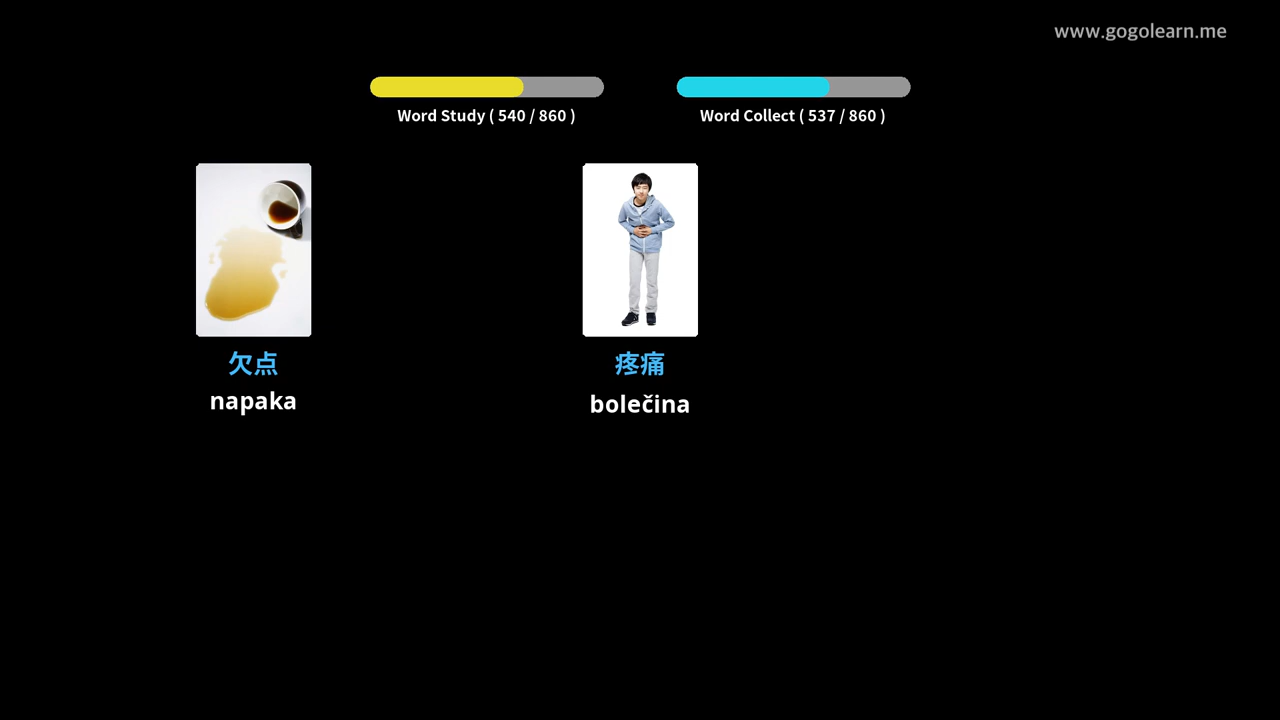 www.gogolearn.me
Word Study ( 540 / 860 )
Word Collect ( 537 / 860 )
欠点
napaka
疼痛
bolečina